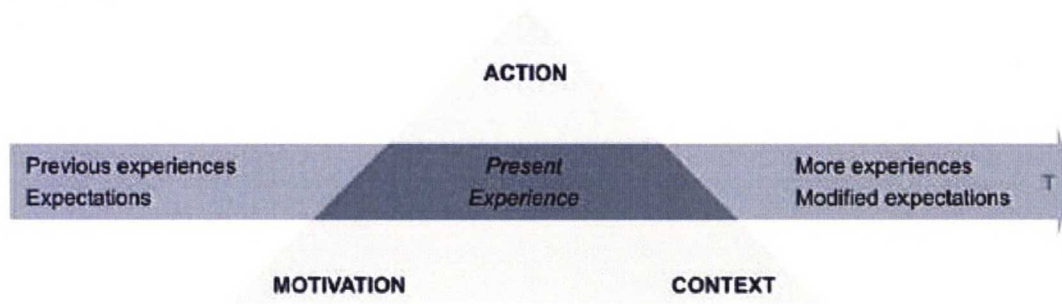 ACTION
Previous experiences
Expectations
Present
Experience
More experiences
Modified expectations
T
MOTIVATION
CONTEXT